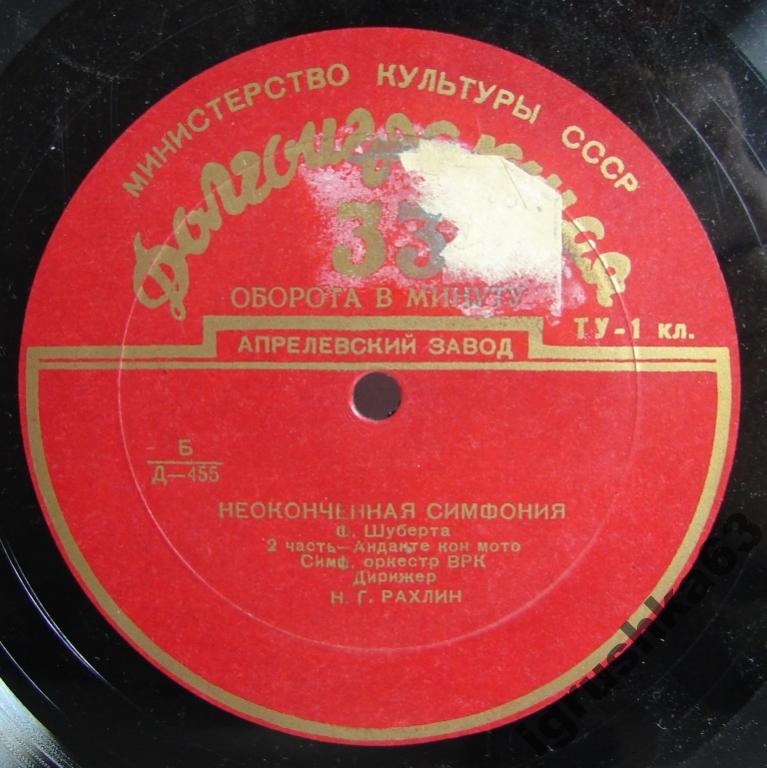 МИНИСТЕРСТВО КУЛЬТУРЫ СССР
33
ОБОРОТА В МИНУТУ
ТУ-1 кл.
АПРЕЛЕВСКИЙ ЗАВОД
Б
Д—455
НЕОКОНЧЕННАЯ СИМФОНИЯ
Ф. Шуберта
2 часть—Андакте кон мото
Симф. оркестр ВРК
Дирижер
Н. Г. РАХЛИН
igrushka63